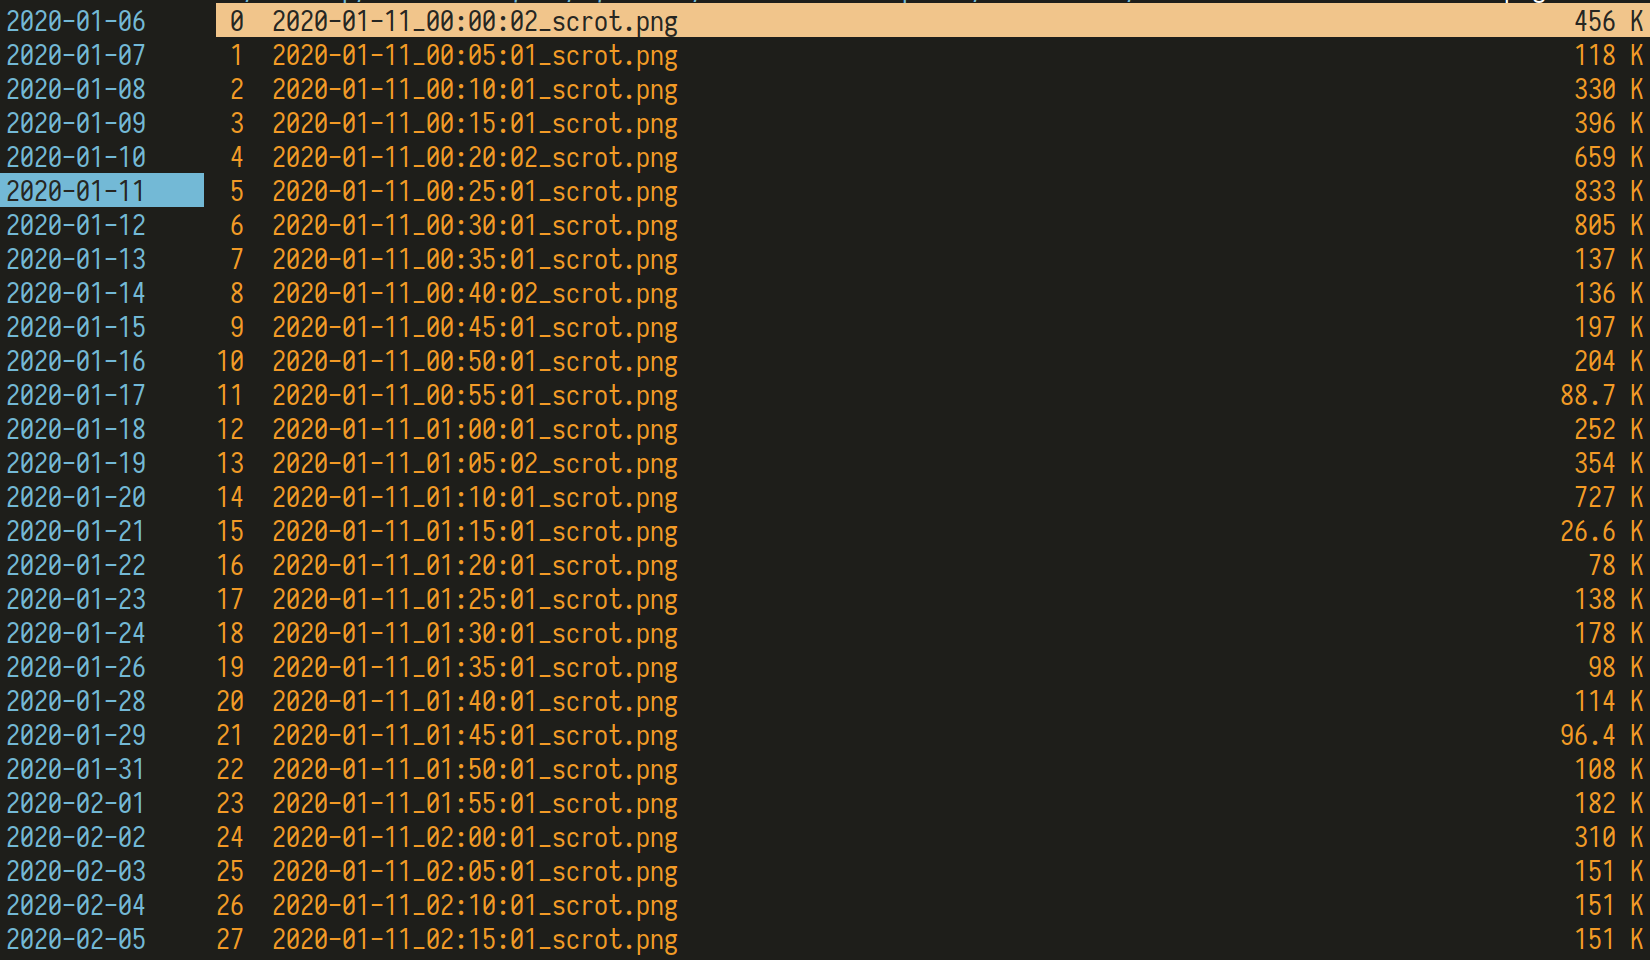 2020-01-06 0 2020-01-11_00:00:02_scrot.png 456 K
2020-01-07 1 2020-01-11_00:05:01_scrot.png 118 K
2020-01-08 2 2020-01-11_00:10:01_scrot.png 330 K
2020-01-09 3 2020-01-11_00:15:01_scrot.png 396 K
2020-01-10 4 2020-01-11_00:20:02_scrot.png 659 K
2020-01-11 5 2020-01-11_00:25:01_scrot.png 833 K
2020-01-12 6 2020-01-11_00:30:01_scrot.png 805 K
2020-01-13 7 2020-01-11_00:35:01_scrot.png 137 K
2020-01-14 8 2020-01-11_00:40:02_scrot.png 136 K
2020-01-15 9 2020-01-11_00:45:01_scrot.png 197 K
2020-01-16 10 2020-01-11_00:50:01_scrot.png 204 K
2020-01-17 11 2020-01-11_00:55:01_scrot.png 88.7 K
2020-01-18 12 2020-01-11_01:00:01_scrot.png 252 K
2020-01-19 13 2020-01-11_01:05:02_scrot.png 354 K
2020-01-20 14 2020-01-11_01:10:01_scrot.png 727 K
2020-01-21 15 2020-01-11_01:15:01_scrot.png 26.6 K
2020-01-22 16 2020-01-11_01:20:01_scrot.png 78 K
2020-01-23 17 2020-01-11_01:25:01_scrot.png 138 K
2020-01-24 18 2020-01-11_01:30:01_scrot.png 178 K
2020-01-26 19 2020-01-11_01:35:01_scrot.png 98 K
2020-01-28 20 2020-01-11_01:40:01_scrot.png 114 K
2020-01-29 21 2020-01-11_01:45:01_scrot.png 96.4 K
2020-01-31 22 2020-01-11_01:50:01_scrot.png 108 K
2020-02-01 23 2020-01-11_01:55:01_scrot.png 182 K
2020-02-02 24 2020-01-11_02:00:01_scrot.png 310 K
2020-02-03 25 2020-01-11_02:05:01_scrot.png 151 K
2020-02-04 26 2020-01-11_02:10:01_scrot.png 151 K
2020-02-05 27 2020-01-11_02:15:01_scrot.png 151 K